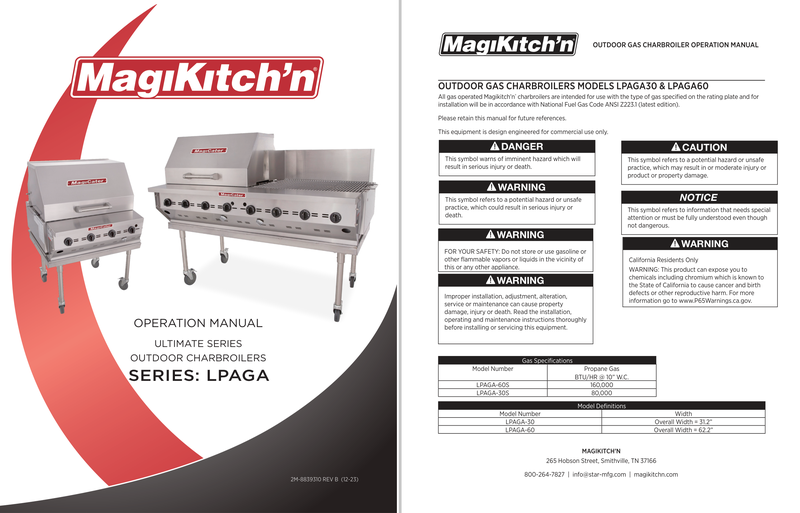 MagiKitch'n®
MagiCater
MagiCater
MagiCater
MagiCater
OPERATION MANUAL
ULTIMATE SERIES
OUTDOOR CHARBROILERS
SERIES: LPAGA
2M-8839310 REV B (12-23)
MagiKitch'n
OUTDOOR GAS CHARBROILER OPERATION MANUAL
OUTDOOR GAS CHARBROILERS MODELS LPAGA30 & LPAGA60
All gas operated Magikitch'n' charbroilers are intended for use with the type of gas specified on the rating plate and for
installation will be in accordance with National Fuel Gas Code ANSI Z223.1 (latest edition).
Please retain this manual for future references.
This equipment is design engineered for commercial use only.
DANGER
This symbol warns of imminent hazard which will
result in serious injury or death.
WARNING
This symbol refers to a potential hazard or unsafe
practice, which could result in serious injury or
death.
WARNING
FOR YOUR SAFETY: Do not store or use gasoline or
other flammable vapors or liquids in the vicinity of
this or any other appliance.
WARNING
Improper installation, adjustment, alteration,
service or maintenance can cause property
damage, injury or death. Read the installation,
operating and maintenance instructions thoroughly
before installing or servicing this equipment.
CAUTION
This symbol refers to a potential hazard or unsafe
practice, which may result in or moderate injury or
product or property damage.
NOTICE
This symbol refers to information that needs special
attention or must be fully understood even though
not dangerous.
WARNING
California Residents Only
WARNING: This product can expose you to
chemicals including chromium which is known to
the State of California to cause cancer and birth
defects or other reproductive harm. For more
information go to www.P65Warnings.ca.gov.
Gas Specifications
Model Number Propane Gas
BTU/HR @ 10" W.C.
LPAGA-60S 160,000
LPAGA-30S 80,000
Model Definitions
Model Number Width
LPAGA-30 Overall Width = 31.2"
LPAGA-60 Overall Width = 62.2"
MAGIKITCH'N
265 Hobson Street, Smithville, TN 37166
800-264-7827 | info@star-mfg.com | magikitchn.com